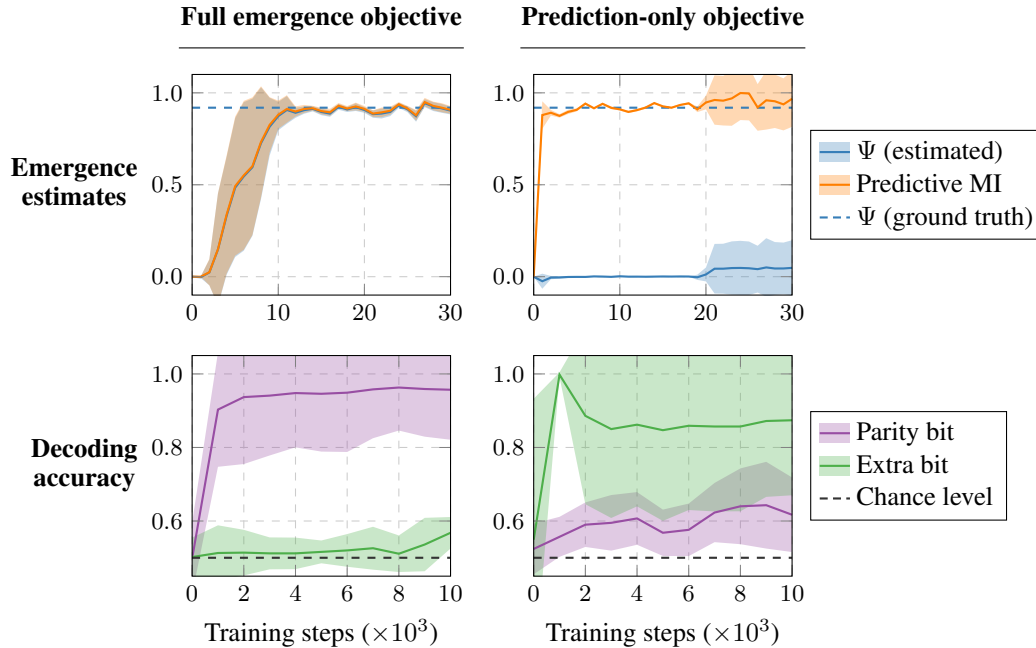 Full emergence objective
Prediction-only objective
Emergence
estimates
1.0
0.5
0.0
0
10
20
30
1.0
0.5
0.0
0
10
20
30
Ψ (estimated)
Predictive MI
Ψ (ground truth)
Decoding
accuracy
1.0
0.8
0.6
0
2
4
6
8
10
Training steps (×10³)
1.0
0.8
0.6
0
2
4
6
8
10
Training steps (×10³)
Parity bit
Extra bit
Chance level